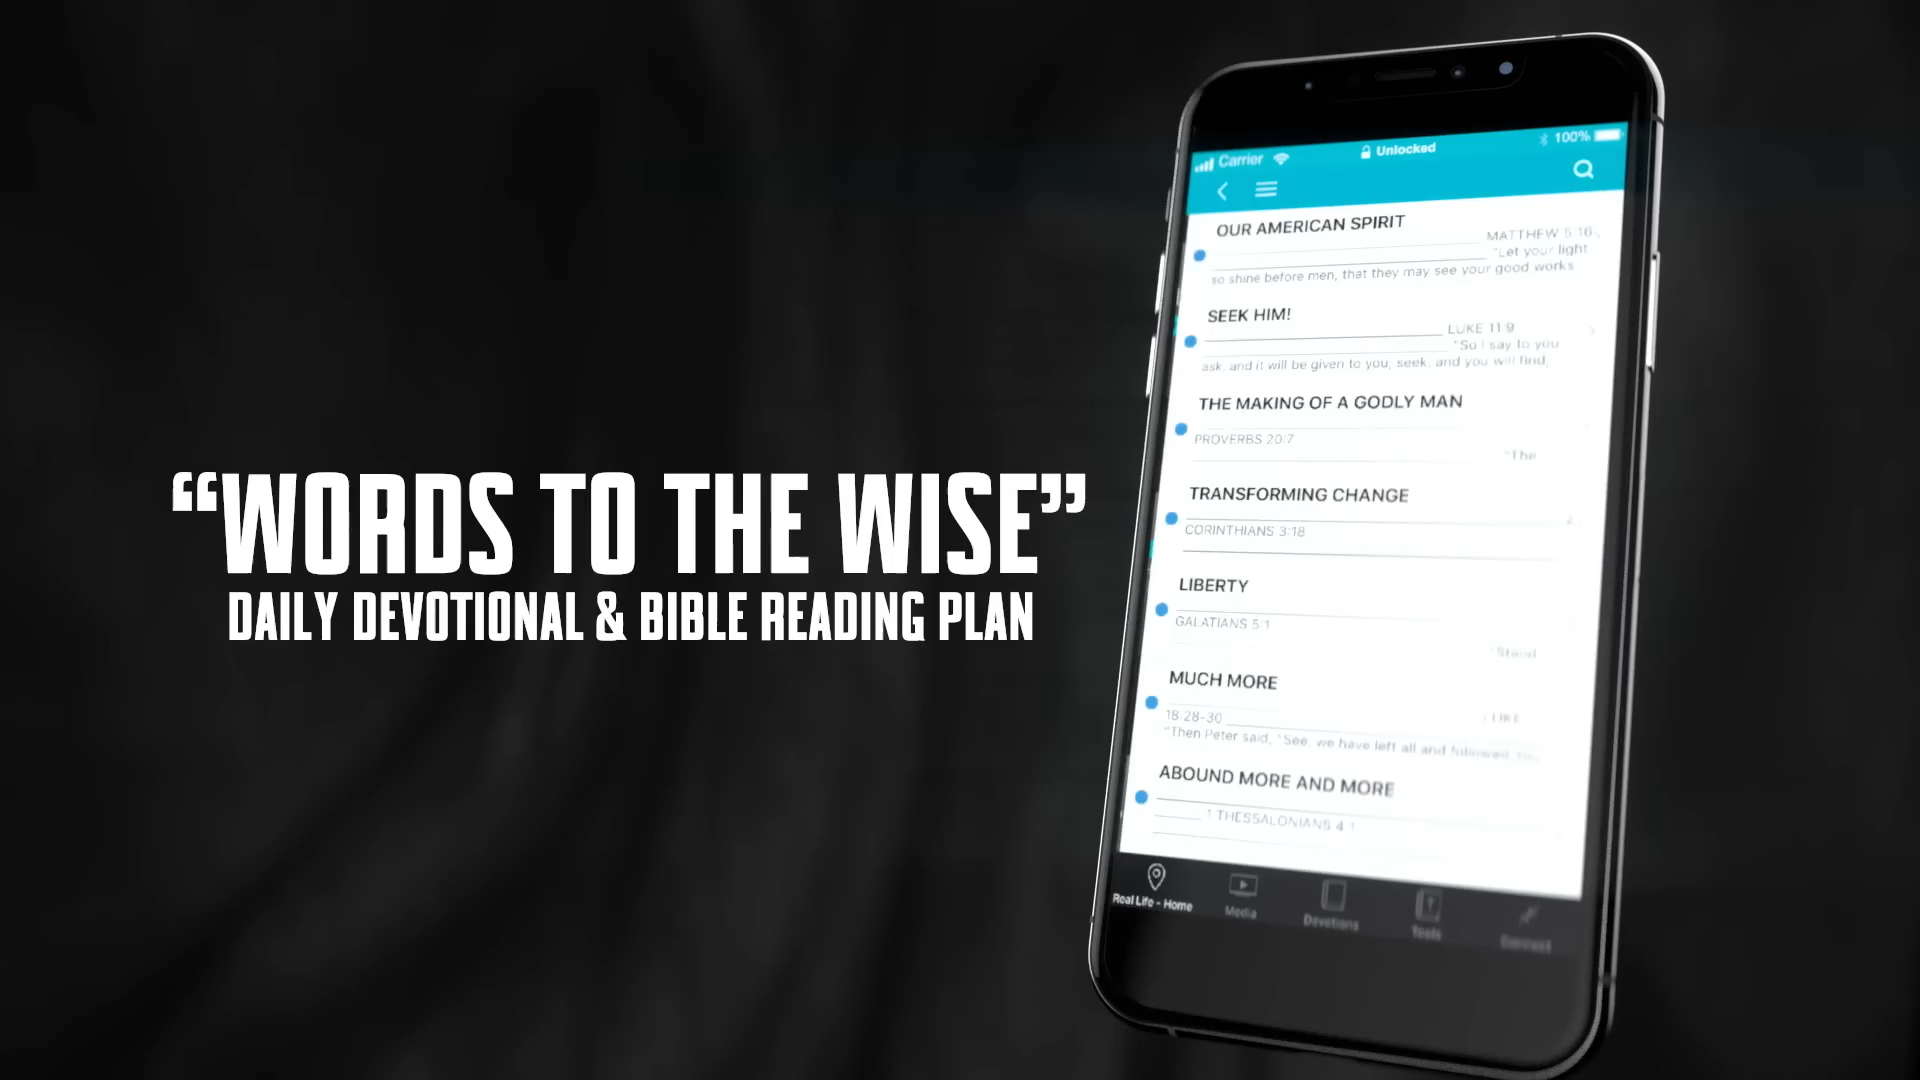 “WORDS TO THE WISE”
DAILY DEVOTIONAL & BIBLE READING PLAN
Carrier
Unlocked
100%
OUR AMERICAN SPIRIT
MATTHEW 5:16
"Let your light
so shine before men, that they may see your good works
SEEK HIM!
LUKE 11:9
"So I say to you
ask, and it will be given to you; seek, and you will find;
THE MAKING OF A GODLY MAN
PROVERBS 20:7
"The
TRANSFORMING CHANGE
CORINTHIANS 3:18
LIBERTY
GALATIANS 5:1
"Stand
MUCH MORE
LUKE
18:28-30
"Then Peter said, "See, we have left all and followed
ABOUND MORE AND MORE
1 THESSALONIANS 4:1
Real Life - Home
Media
Devotions
Tools
Connect